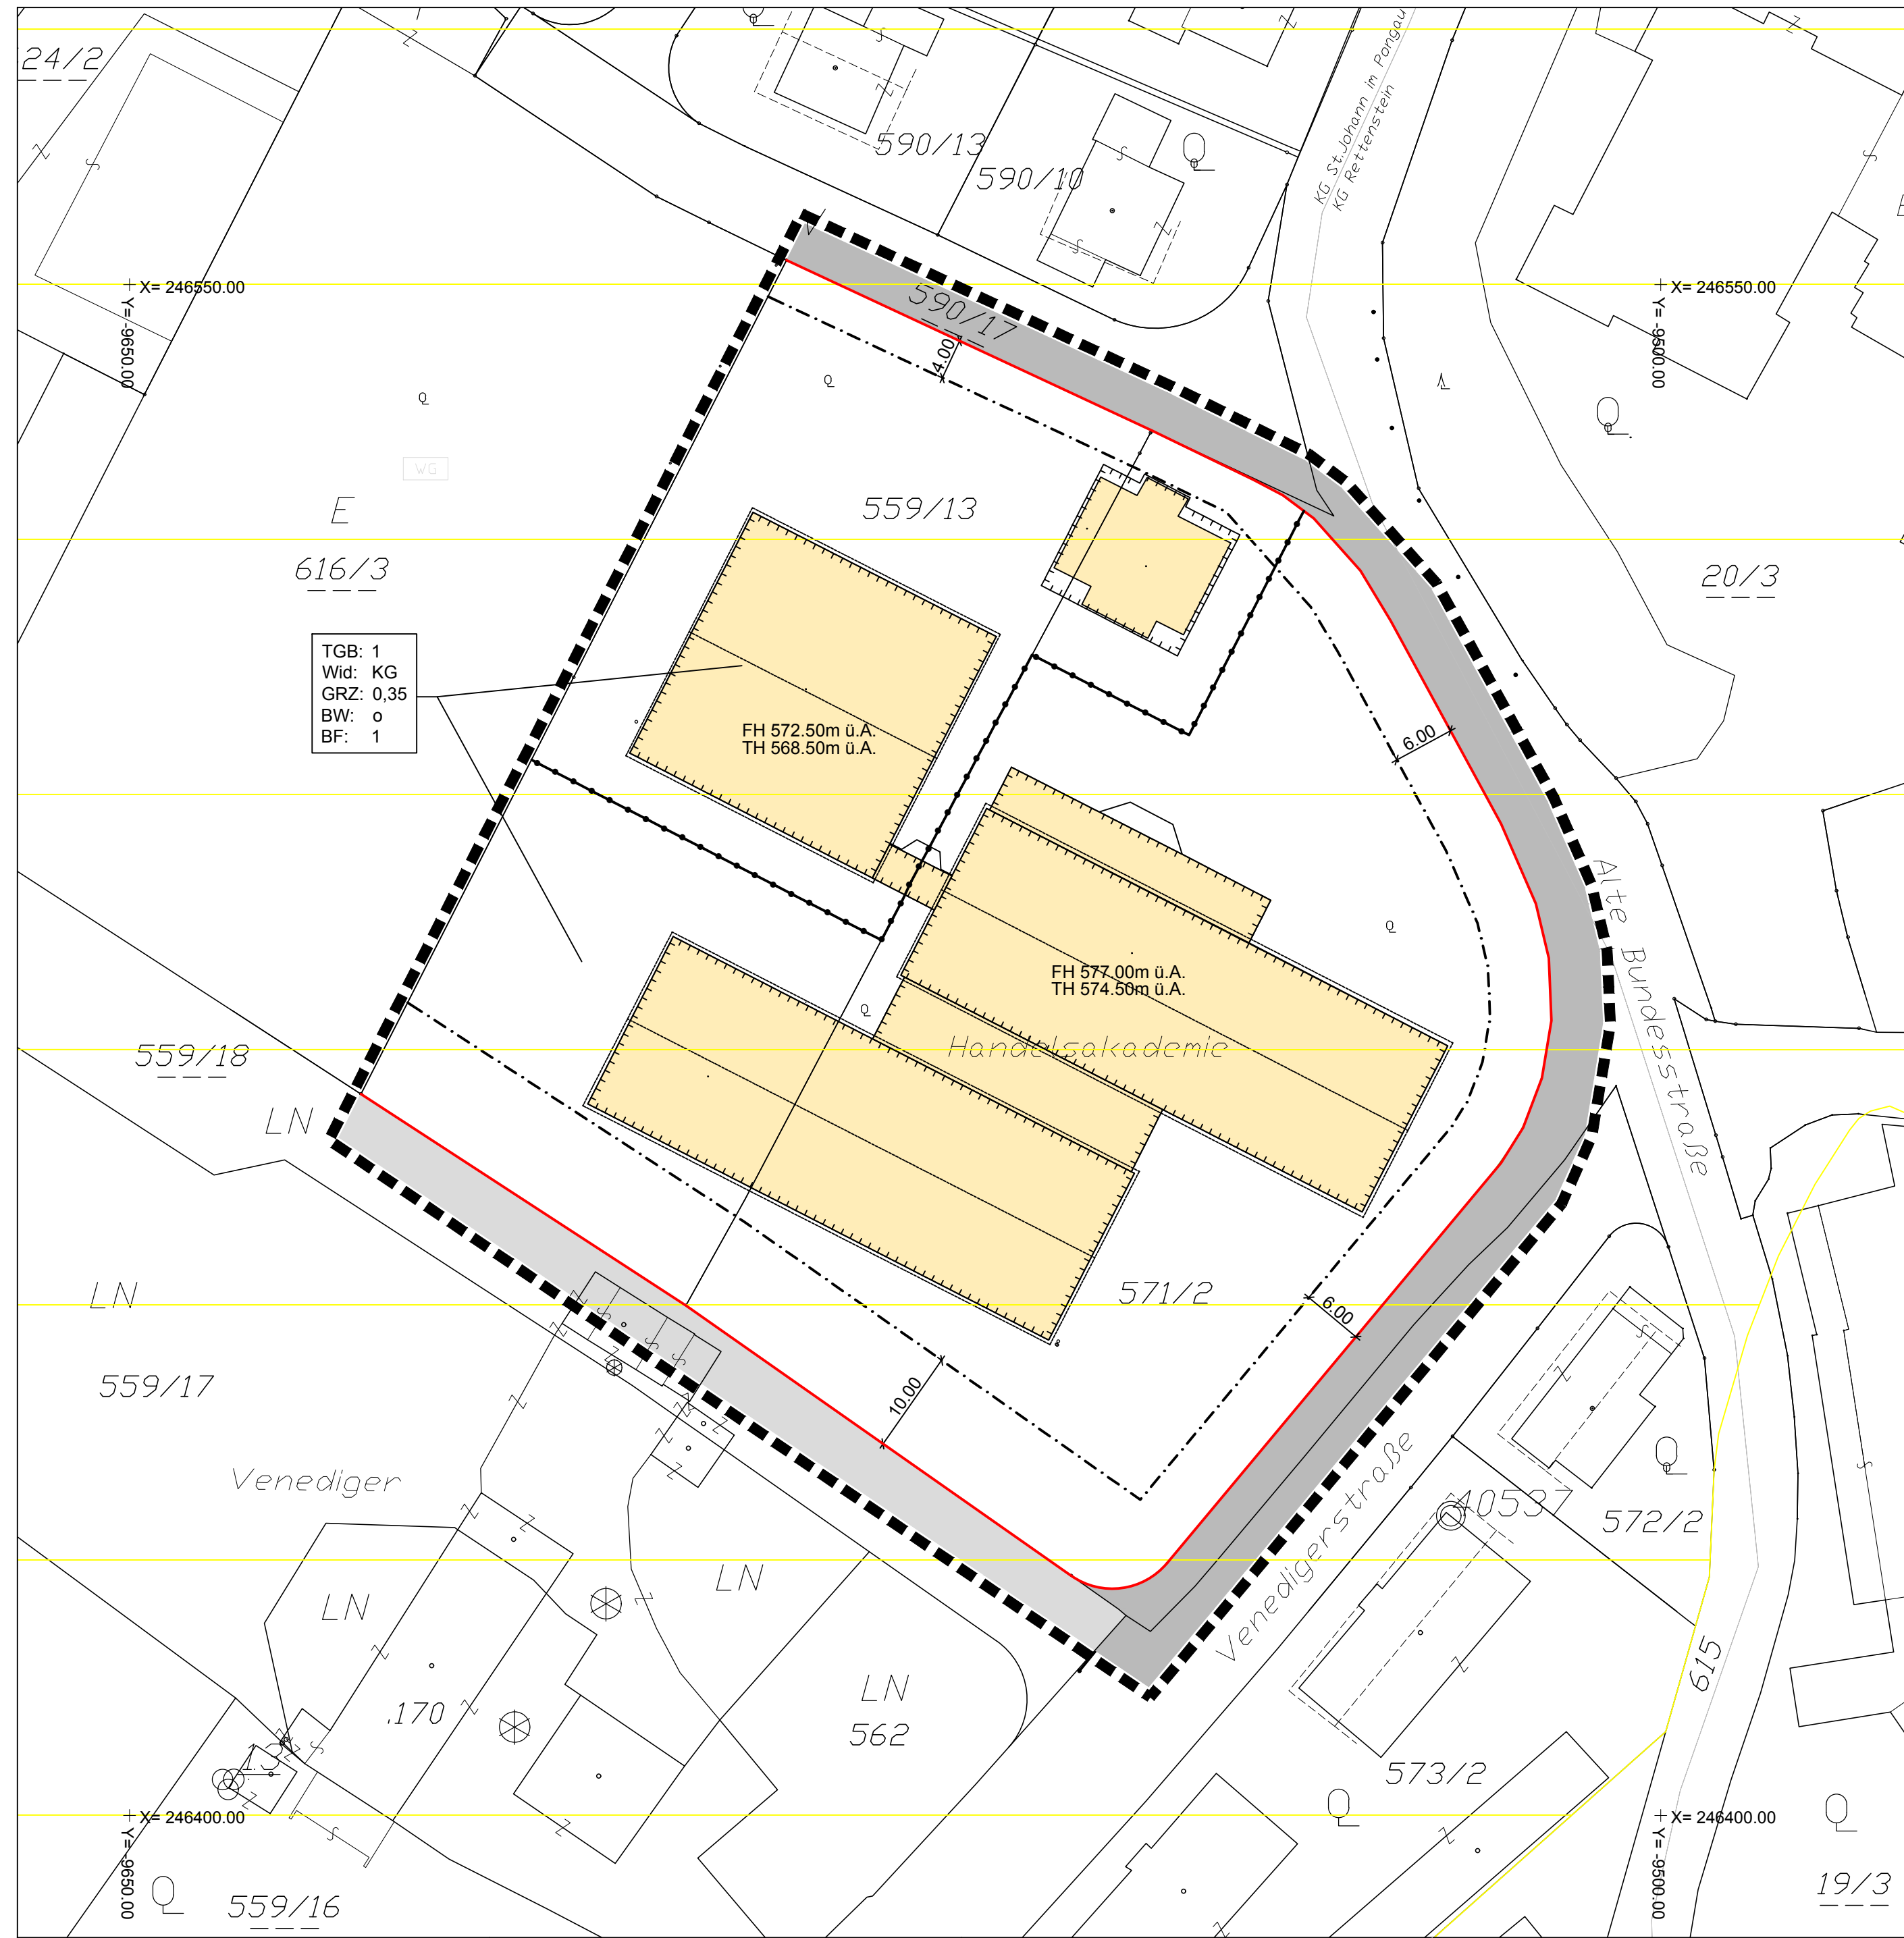 24/2
590/13
590/10
KG St.Johann im Pongau
KG Rettenstein
X= 246550.00
Y= -9650.00
590/17
X= 246550.00
Y= -9500.00
4.00
WG
E
616/3
559/13
20/3
TGB: 1
Wid: KG
GRZ: 0,35
BW: o
BF: 1
FH 572.50m ü.A.
TH 568.50m ü.A.
6.00
Alte Bundesstraße
FH 577.00m ü.A.
TH 574.50m ü.A.
Handelsakademie
559/18
LN
LN
571/2
6.00
559/17
10.00
Venediger
Venedigerstraße
572/2
LN
LN
615
LN
562
.170
573/2
X= 246400.00
Y= -9650.00
X= 246400.00
Y= -9500.00
559/16
19/3